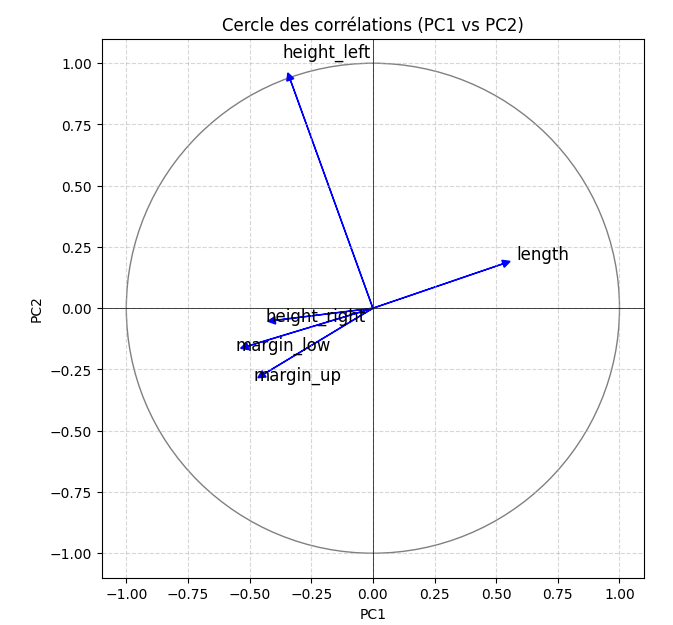 Cercle des corrélations (PC1 vs PC2)
height_left
length
height_right
margin_low
margin_up
1.00
0.75
0.50
0.25
0.00
−0.25
−0.50
−0.75
−1.00
PC2
−1.00
−0.75
−0.50
−0.25
0.00
0.25
0.50
0.75
1.00
PC1